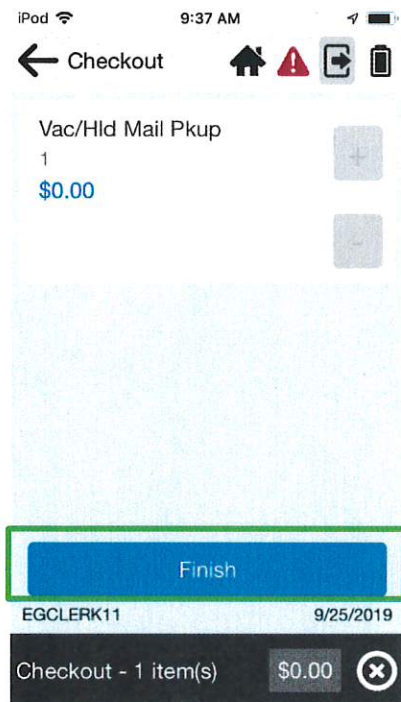 iPod 9:37 AM
Checkout
Vac/Hld Mail Pkup
1
$0.00
+
-
Finish
EGCLERK11 9/25/2019
Checkout - 1 item(s) $0.00